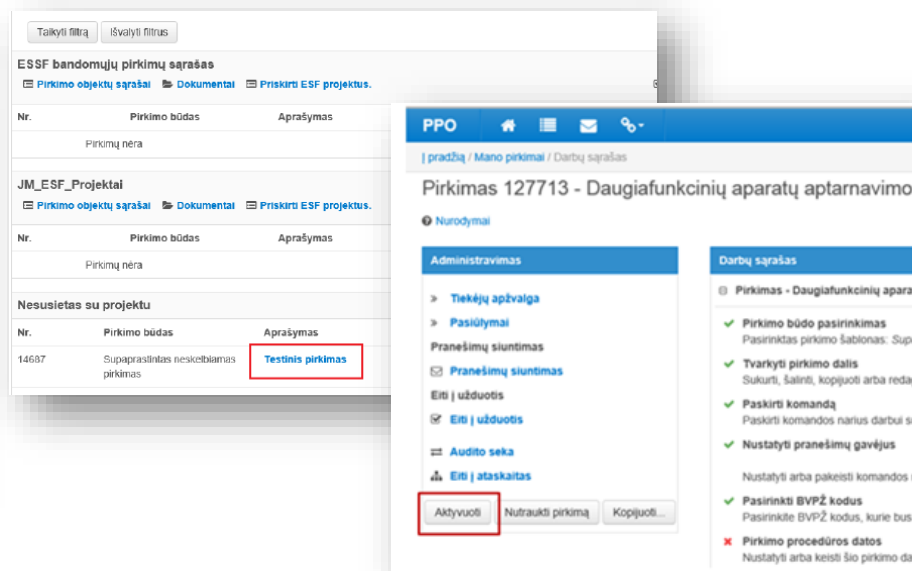 Taikyti filtrą Išvalyti filtrus
ESSF bandomųjų pirkimų sąrašas
Pirkimo objektų sąrašai Dokumentai Priskirti ESF projektus.
Nr. Pirkimo būdas Aprašymas
Pirkimų nėra
JM_ESF_Projektai
Pirkimo objektų sąrašai Dokumentai Priskirti ESF projektus.
Nr. Pirkimo būdas Aprašymas
Pirkimų nėra
Nesusietas su projektu
Nr. Pirkimo būdas Aprašymas
14687 Supaprastintas neskelbiamas Testinis pirkimas
pirkimas
PPO
Į pradžią / Mano pirkimai / Darbų sąrašas
Pirkimas 127713 - Daugiafunkcinių aparatų aptarnavimo
Nurodymai
Administravimas
» Tiekėjų apžvalga
» Pasiūlymai
Pranešimų siuntimas
Pranešimų siuntimas
Eiti į užduotis
Eiti į užduotis
Audito seka
Eiti į ataskaitas
Aktyvuoti Nutraukti pirkimą Kopijuoti...
Darbų sąrašas
Pirkimas - Daugiafunkcinių
Pirkimo būdo pasirinkimas
Pasirinktas pirkimo šablonas:
Tvarkyti pirkimo dalis
Sukurti, šalinti, kopijuoti arba
Paskirti komandą
Paskirti komandos narius darbui
Nustatyti pranešimų gavėjus
Nustatyti arba pakeisti komandos
Pasirinkti BVPŽ kodus
Pasirinkite BVPŽ kodus, kurie bus
Pirkimo procedūros datos
Nustatyti arba keisti šio pirkimo